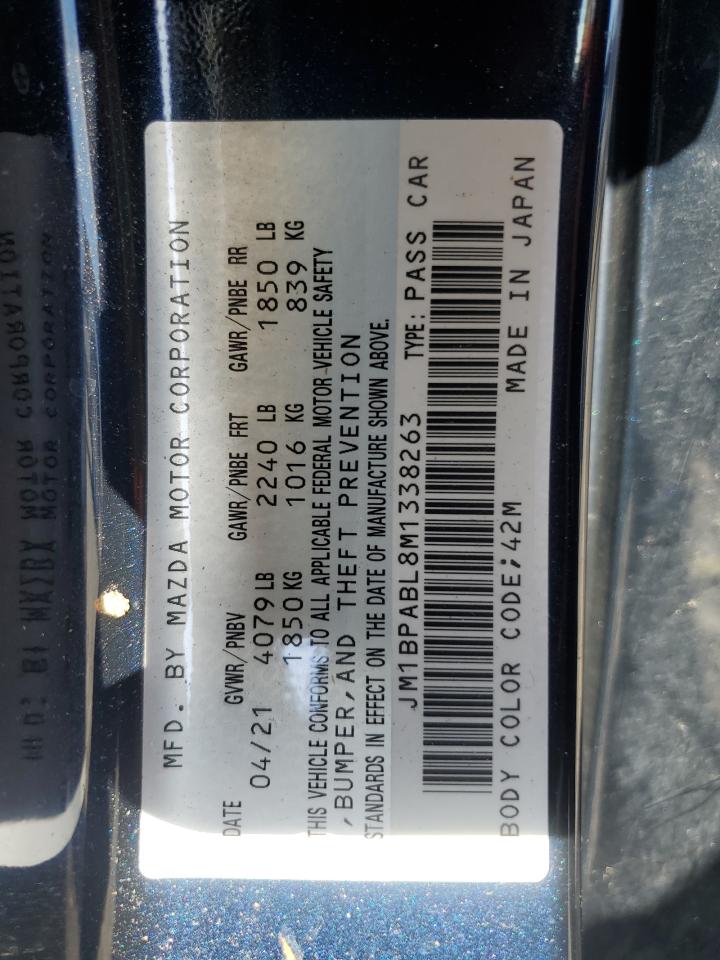 MFD. BY MAZDA MOTOR CORPORATION
DATE GVWR/PNBV GAWR/PNBE FRT GAWR/PNBE RR
04/21 4079LB 2240 LB 1850 LB
1850KG 1016 KG 839 KG
THIS VEHICLE CONFORMS TO ALL APPLICABLE FEDERAL MOTOR VEHICLE SAFETY
,BUMPER,AND THEFT PREVENTION
STANDARDS IN EFFECT ON THE DATE OF MANUFACTURE SHOWN ABOVE.
JM1BPABL8M1338263 TYPE: PASS CAR
BODY COLOR CODE;42M MADE IN JAPAN